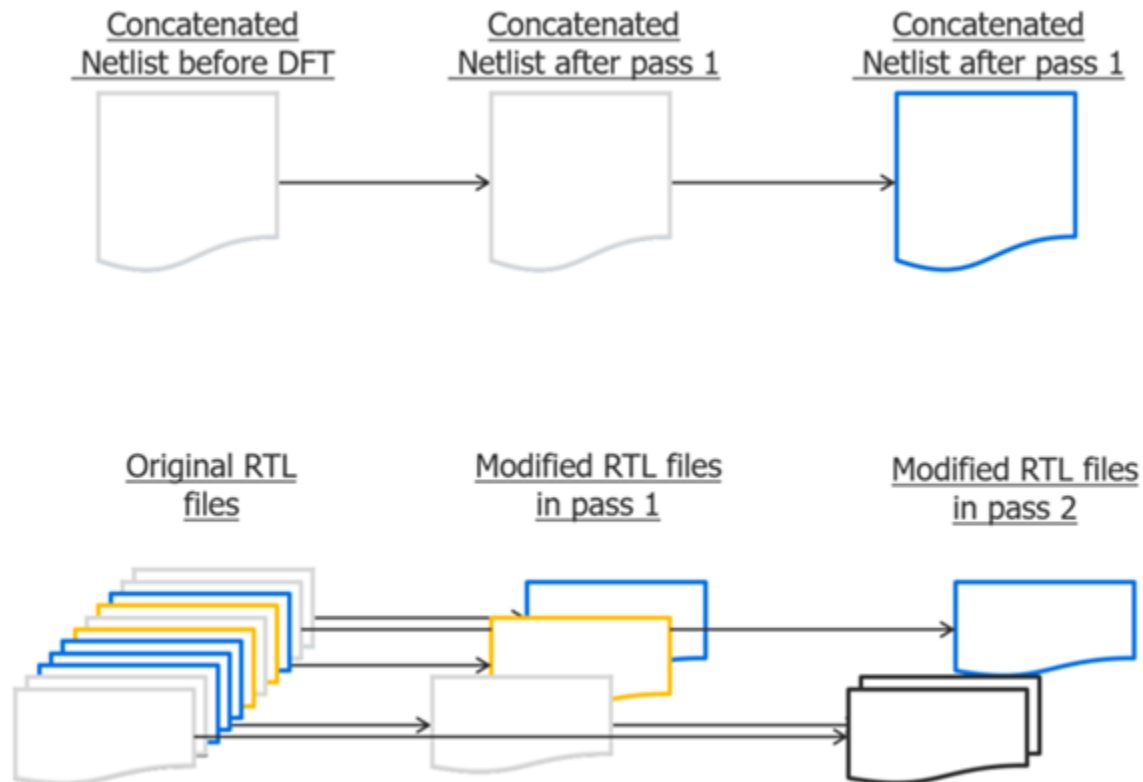 Concatenated
Netlist before DFT
Concatenated
Netlist after pass 1
Concatenated
Netlist after pass 1
Original RTL
files
Modified RTL files
in pass 1
Modified RTL files
in pass 2